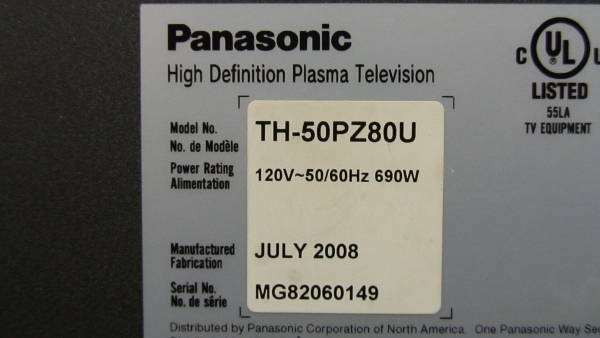 Panasonic
High Definition Plasma Television
Model No.
No. de Modèle
TH-50PZ80U
Power Rating
Alimentation
120V~50/60Hz 690W
Manufactured
Fabrication
JULY 2008
Serial No.
No. de série
MG82060149
Distributed by Panasonic Corporation of North America. One Panasonic Way
C UL
LISTED
55LA
TV EQUIPMENT